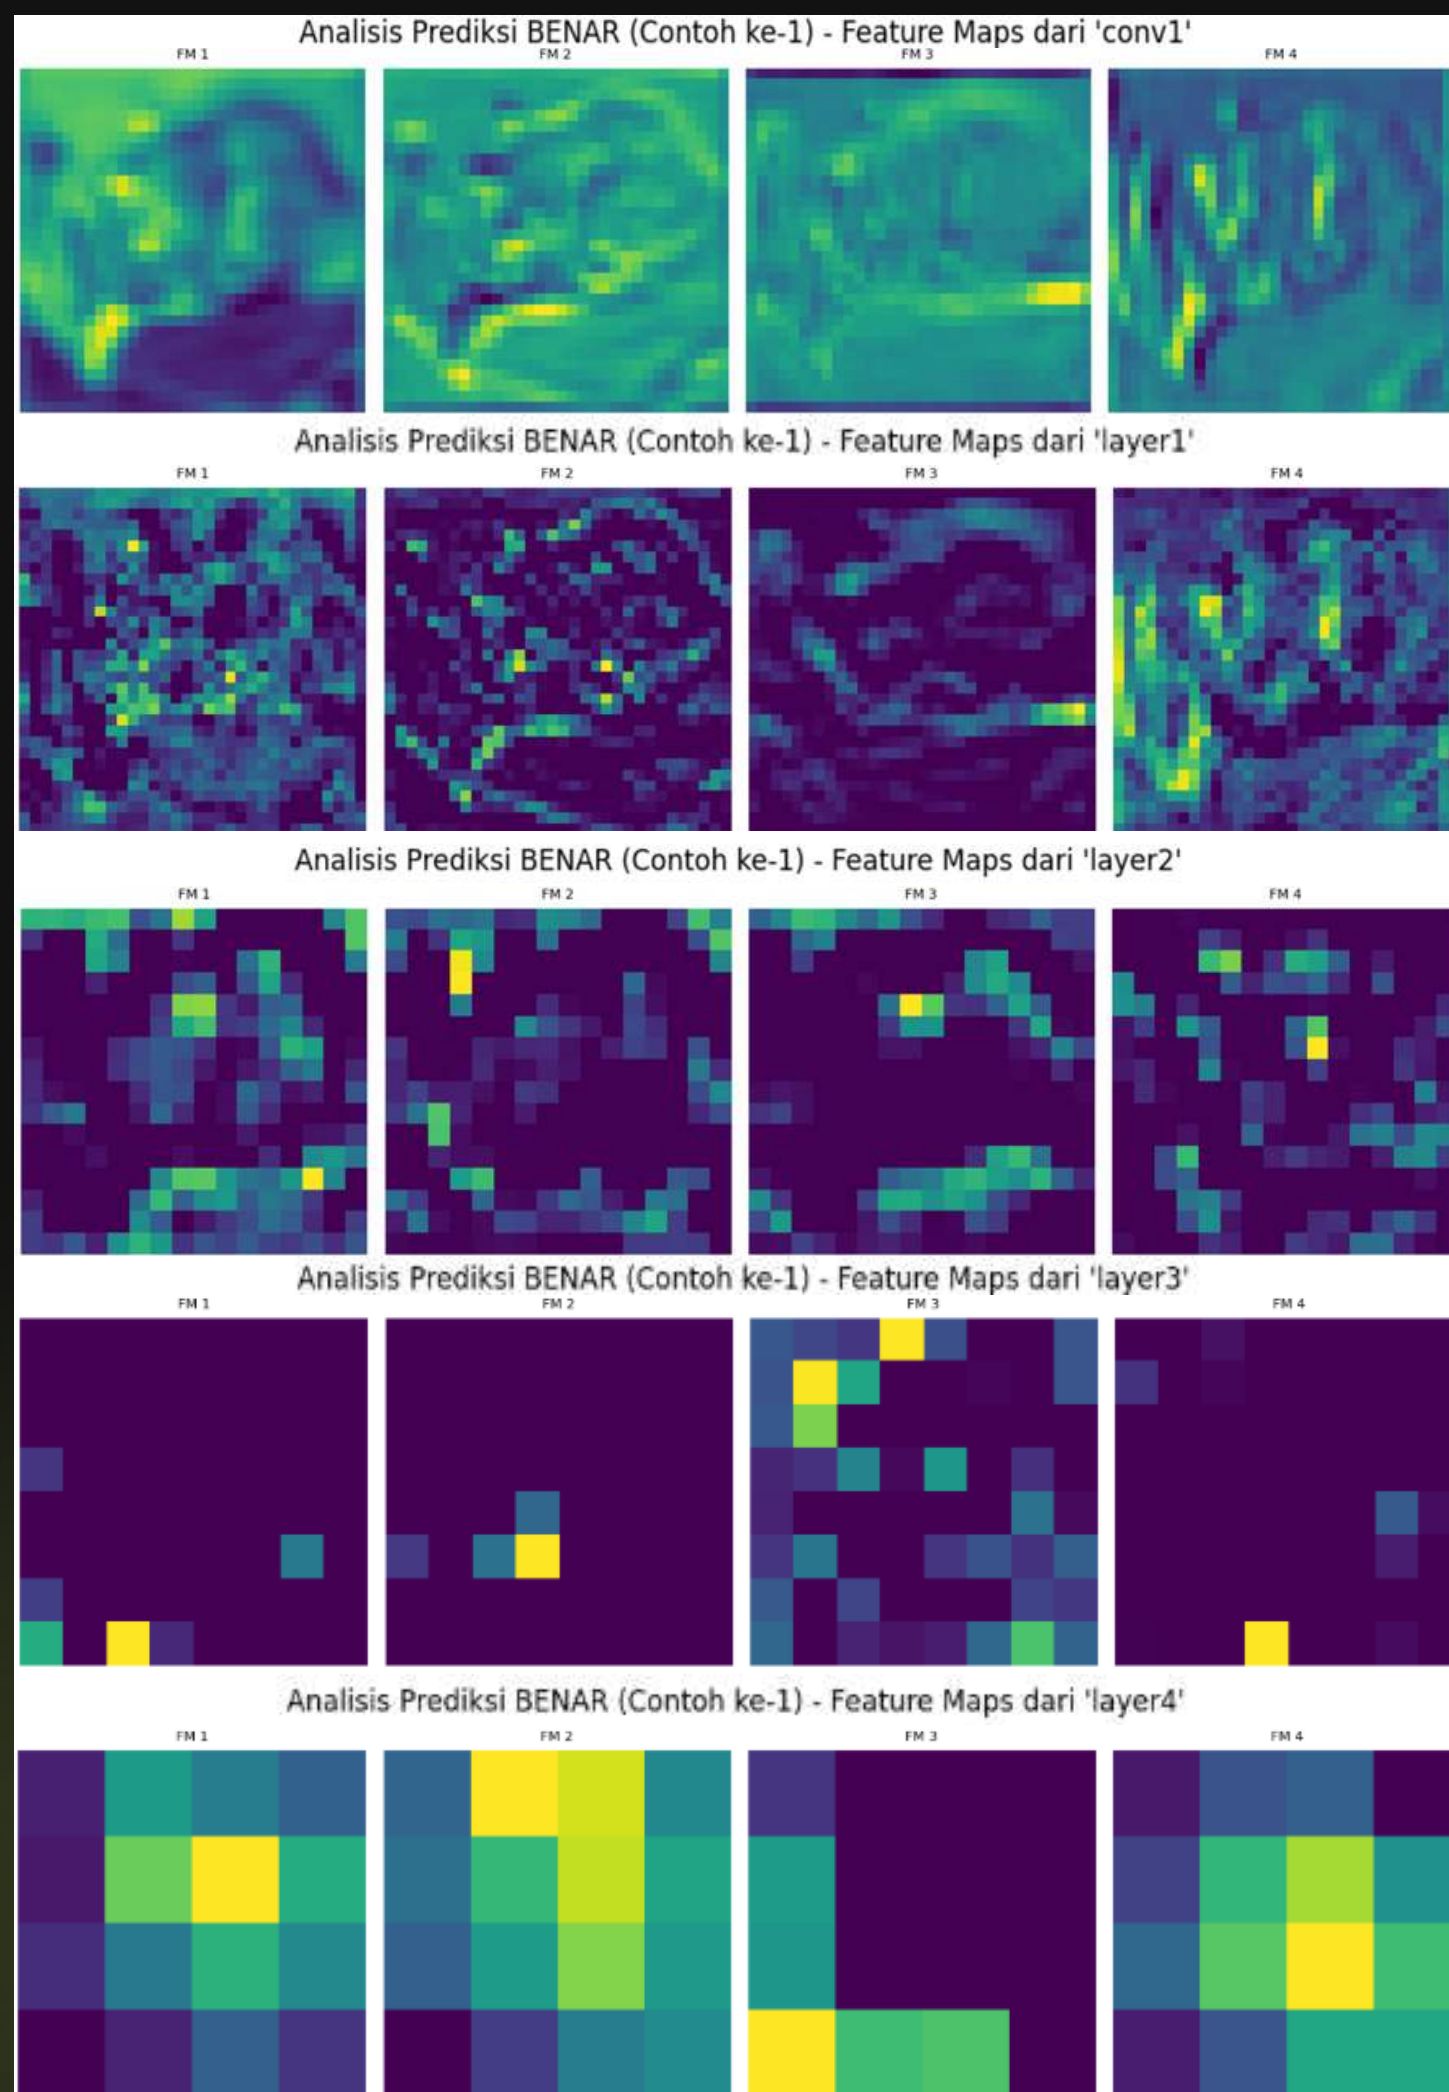 Analisis Prediksi BENAR (Contoh ke-1) - Feature Maps dari 'conv1'
FM 1 FM 2 FM 3 FM 4
Analisis Prediksi BENAR (Contoh ke-1) - Feature Maps dari 'layer1'
FM 1 FM 2 FM 3 FM 4
Analisis Prediksi BENAR (Contoh ke-1) - Feature Maps dari 'layer2'
FM 1 FM 2 FM 3 FM 4
Analisis Prediksi BENAR (Contoh ke-1) - Feature Maps dari 'layer3'
FM 1 FM 2 FM 3 FM 4
Analisis Prediksi BENAR (Contoh ke-1) - Feature Maps dari 'layer4'
FM 1 FM 2 FM 3 FM 4